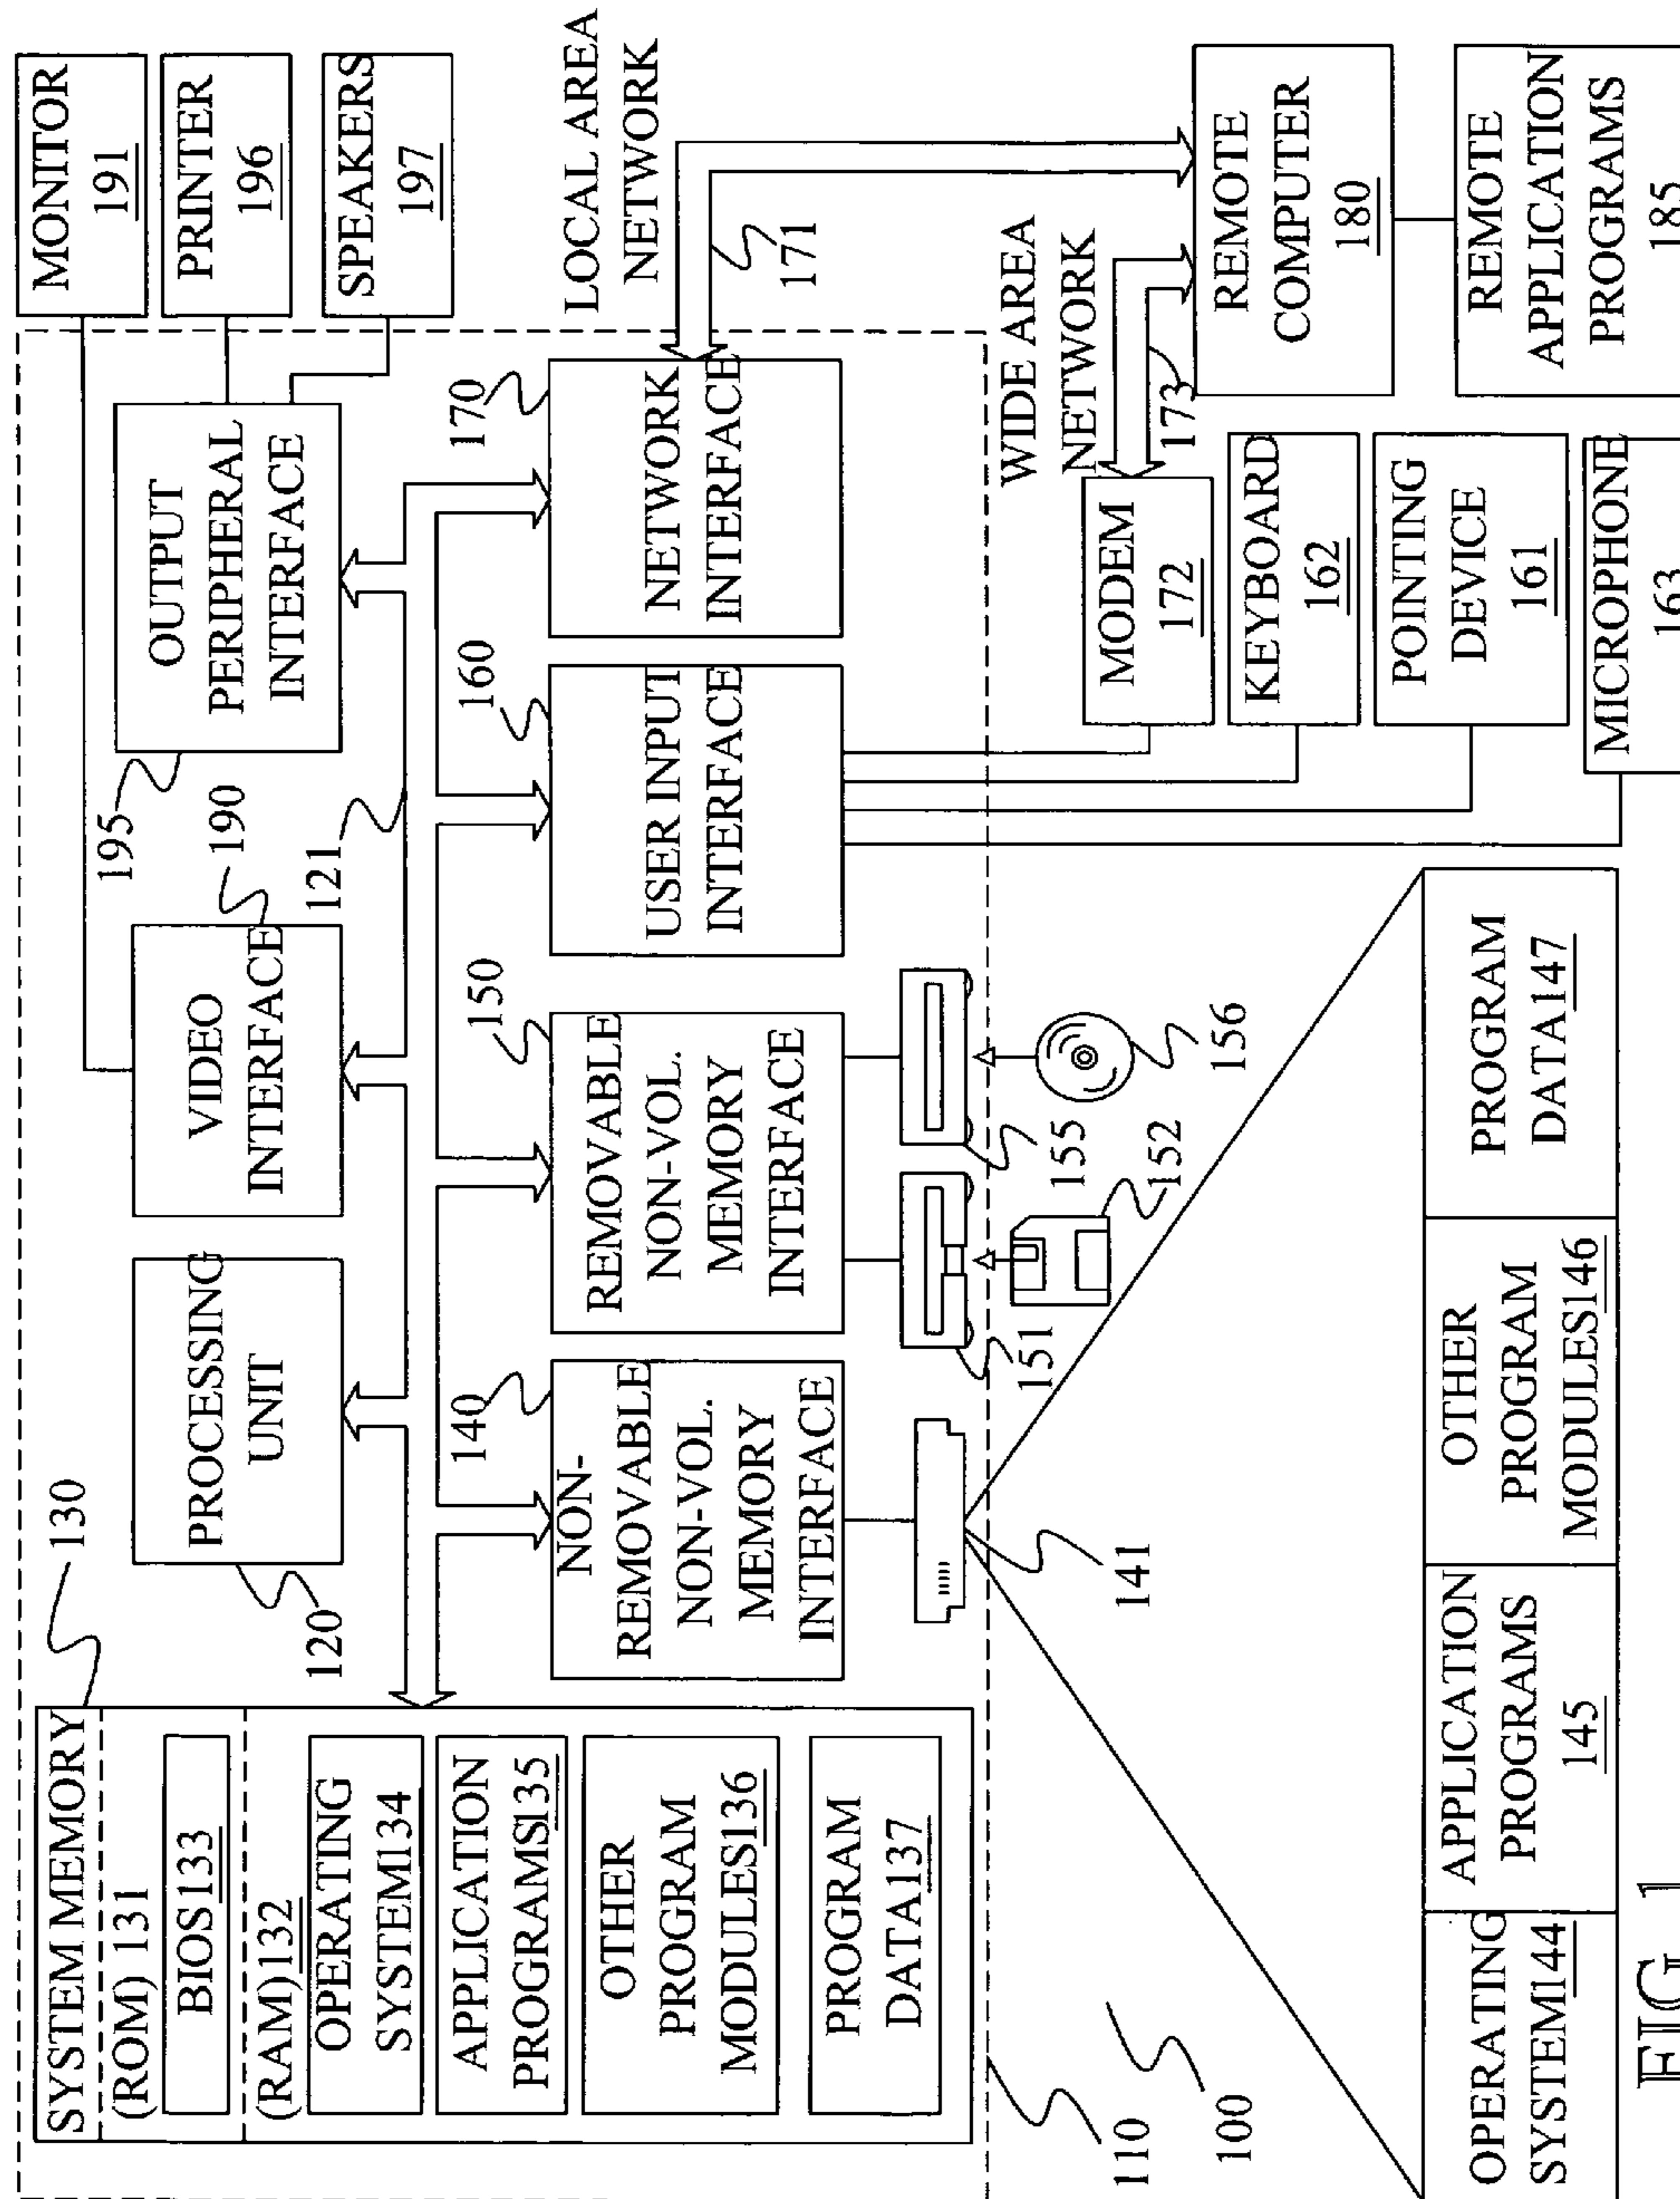 SYSTEM MEMORY
(ROM) 131
BIOS133
(RAM)132
OPERATING
SYSTEM134
APPLICATION
PROGRAMS135
OTHER
PROGRAM
MODULES136
PROGRAM
DATA137
130
120
PROCESSING
UNIT
VIDEO
INTERFACE
190
195
121
OUTPUT
PERIPHERAL
INTERFACE
MONITOR
191
PRINTER
196
SPEAKERS
197
140
NON-
REMOVABLE
NON-VOL.
MEMORY
INTERFACE
150
REMOVABLE
NON-VOL.
MEMORY
INTERFACE
160
USER INPUT
INTERFACE
170
NETWORK
INTERFACE
LOCAL AREA
NETWORK
171
141
151
152
155
156
WIDE AREA
NETWORK
173
MODEM
172
KEYBOARD
162
POINTING
DEVICE
161
MICROPHONE
163
REMOTE
COMPUTER
180
REMOTE
APPLICATION
PROGRAMS
185
110
100
OPERATING
SYSTEM144
APPLICATION
PROGRAMS
145
OTHER
PROGRAM
MODULES146
PROGRAM
DATA147
FIG. 1